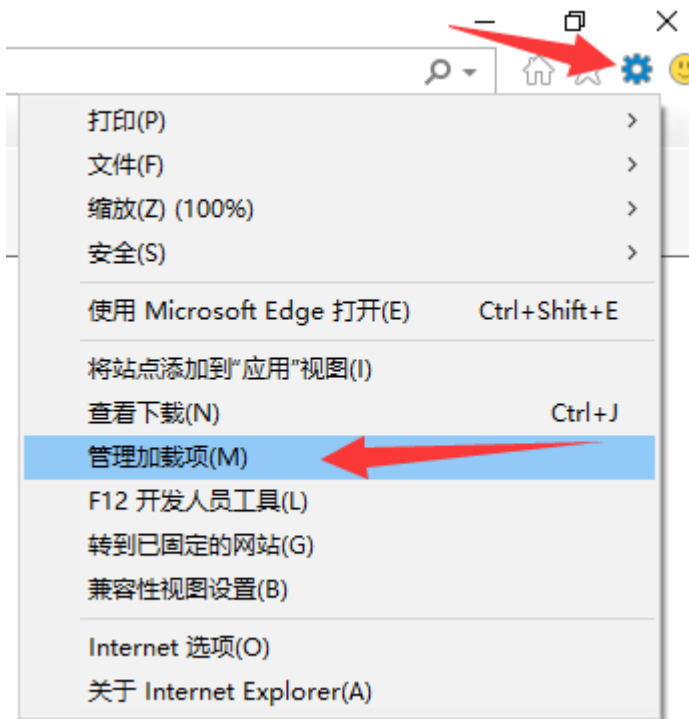 打印(P)
文件(F)
缩放(Z) (100%)
安全(S)
使用 Microsoft Edge 打开(E) Ctrl+Shift+E
将站点添加到"应用"视图(I)
查看下载(N) Ctrl+J
管理加载项(M)
F12 开发人员工具(L)
转到已固定的网站(G)
兼容性视图设置(B)
Internet 选项(O)
关于 Internet Explorer(A)